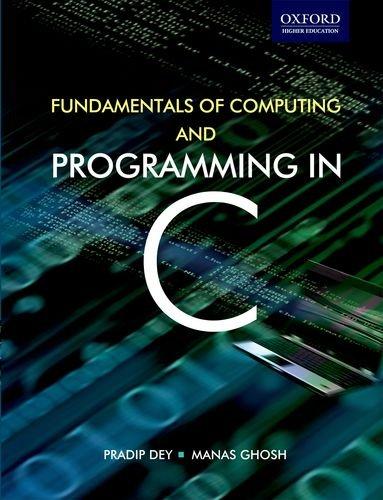 OXFORD
HIGHER EDUCATION
FUNDAMENTALS OF COMPUTING
AND
PROGRAMMING IN
C
PRADIP DEY ▪ MANAS GHOSH